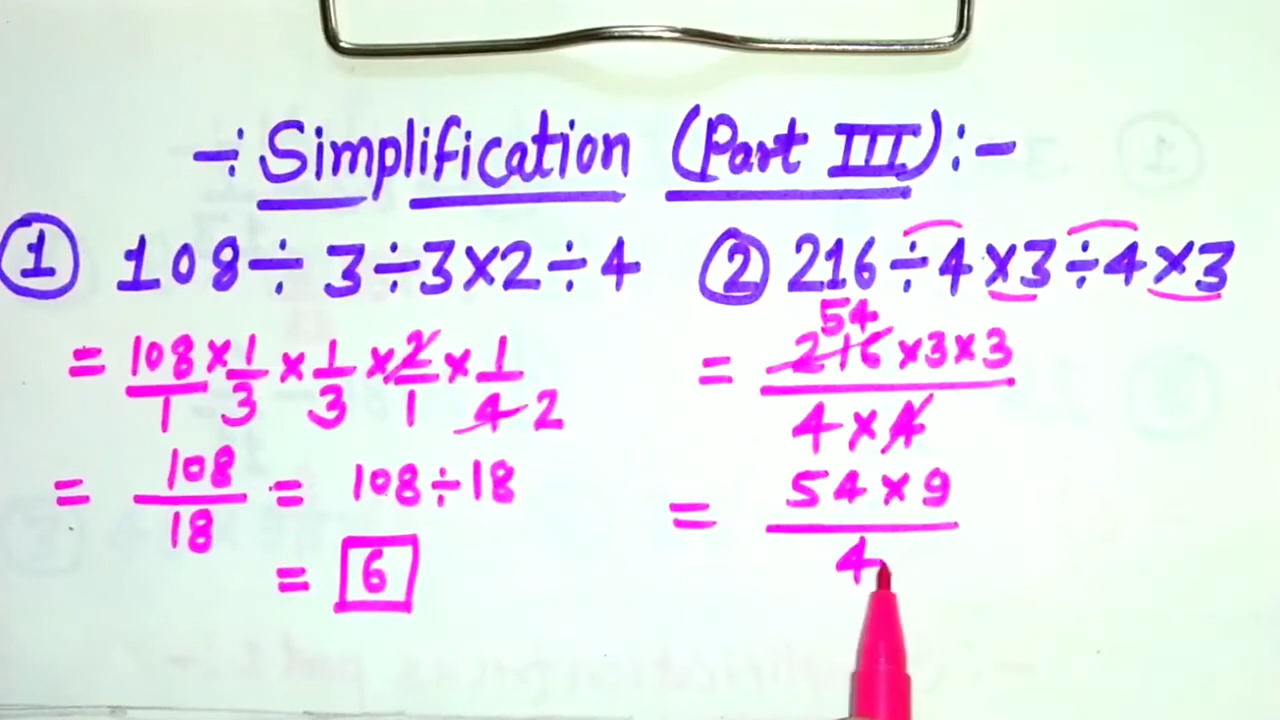 -: Simplification (Part III):-
① 108÷3÷3×2÷4
= 108/1 × 1/3 × 1/3 × 2/1 × 1/4 2
= 108/18 = 108÷18
= 6
② 216÷4×3÷4×3
54
= 216×3×3 / 4×4
= 54×9 / 4